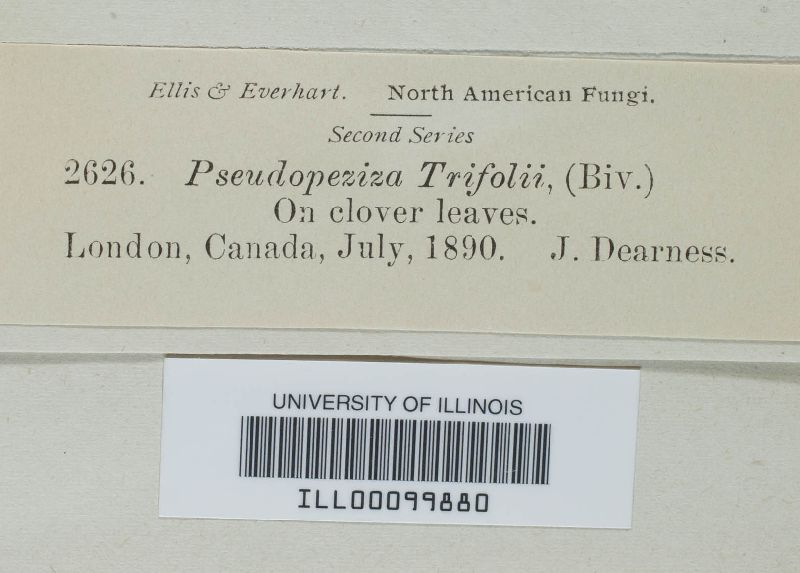 Ellis & Everhart. North American Fungi.
Second Series
2626. Pseudopeziza Trifolii, (Biv.)
On clover leaves.
London, Canada, July, 1890. J. Dearness.
UNIVERSITY OF ILLINOIS
ILL00099880